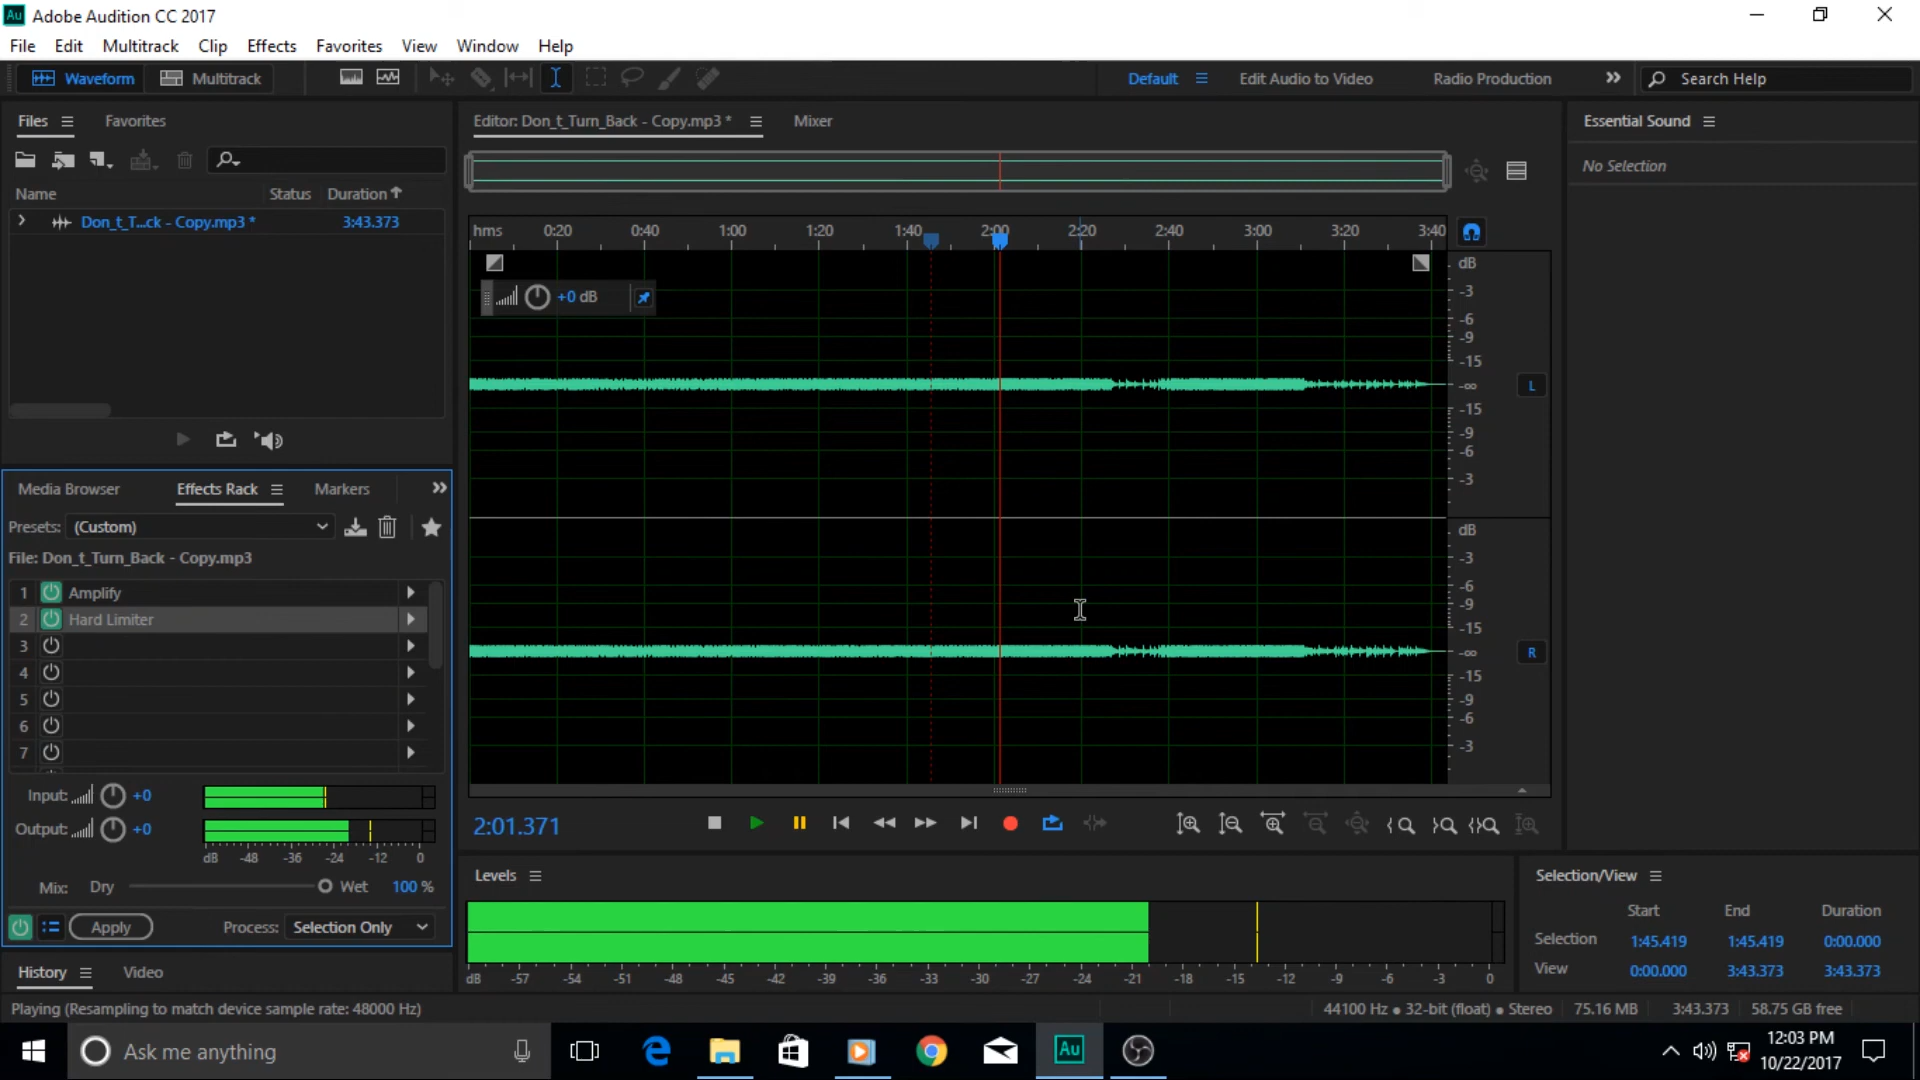 Au Adobe Audition CC 2017
File Edit Multitrack Clip Effects Favorites View Window Help
Waveform Multitrack Default Edit Audio to Video Radio Production Search Help
Files Favorites Editor: Don_t_Turn_Back - Copy.mp3 * Mixer Essential Sound
No Selection
Name Status Duration
Don_t_T...ck - Copy.mp3 * 3:43.373
hms 0:20 0:40 1:00 1:20 1:40 2:00 2:20 2:40 3:00 3:20 3:40
dB
+0 dB
-3
-6
-9
-15
-∞ L
-15
-9
-6
-3
dB
-3
-6
-9
-15
-∞ R
-15
-9
-6
-3
Media Browser Effects Rack Markers
Presets: (Custom)
File: Don_t_Turn_Back - Copy.mp3
1 Amplify
2 Hard Limiter
3
4
5
6
7
Input: +0
Output: +0
dB -48 -36 -24 -12 0
Mix: Dry Wet 100 %
Apply Process: Selection Only
2:01.371
Levels
dB -57 -54 -51 -48 -45 -42 -39 -36 -33 -30 -27 -24 -21 -18 -15 -12 -9 -6 -3 0
Selection/View
Start End Duration
Selection 1:45.419 1:45.419 0:00.000
View 0:00.000 3:43.373 3:43.373
History Video
Playing (Resampling to match device sample rate: 48000 Hz) 44100 Hz • 32-bit (float) • Stereo 75.16 MB 3:43.373 58.75 GB free
Ask me anything Au
12:03 PM
10/22/2017